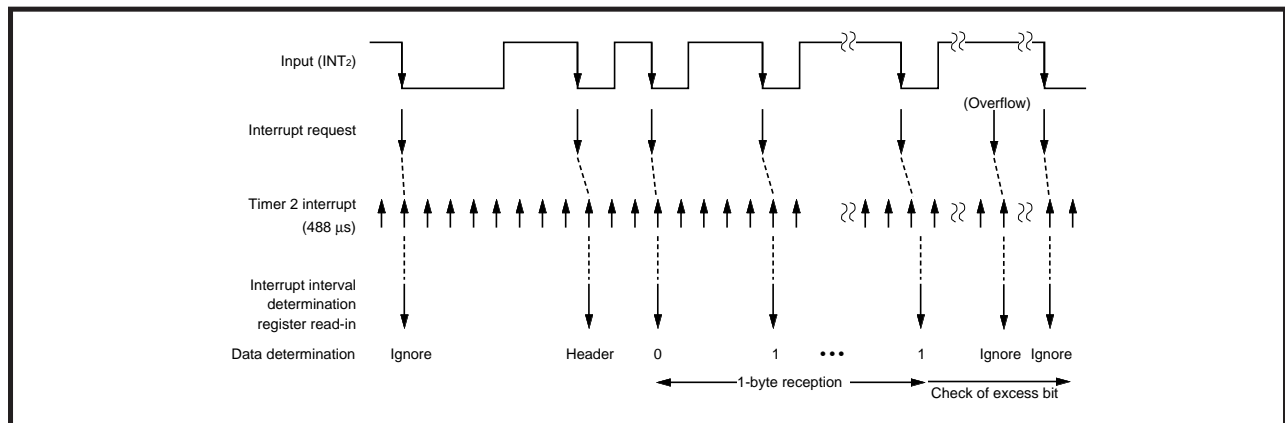 Input (INT2)
(Overflow)
Interrupt request
Timer 2 interrupt
(488 μs)
Interrupt interval
determination
register read-in
Data determination Ignore Header 0 1 ••• 1 Ignore Ignore
1-byte reception
Check of excess bit